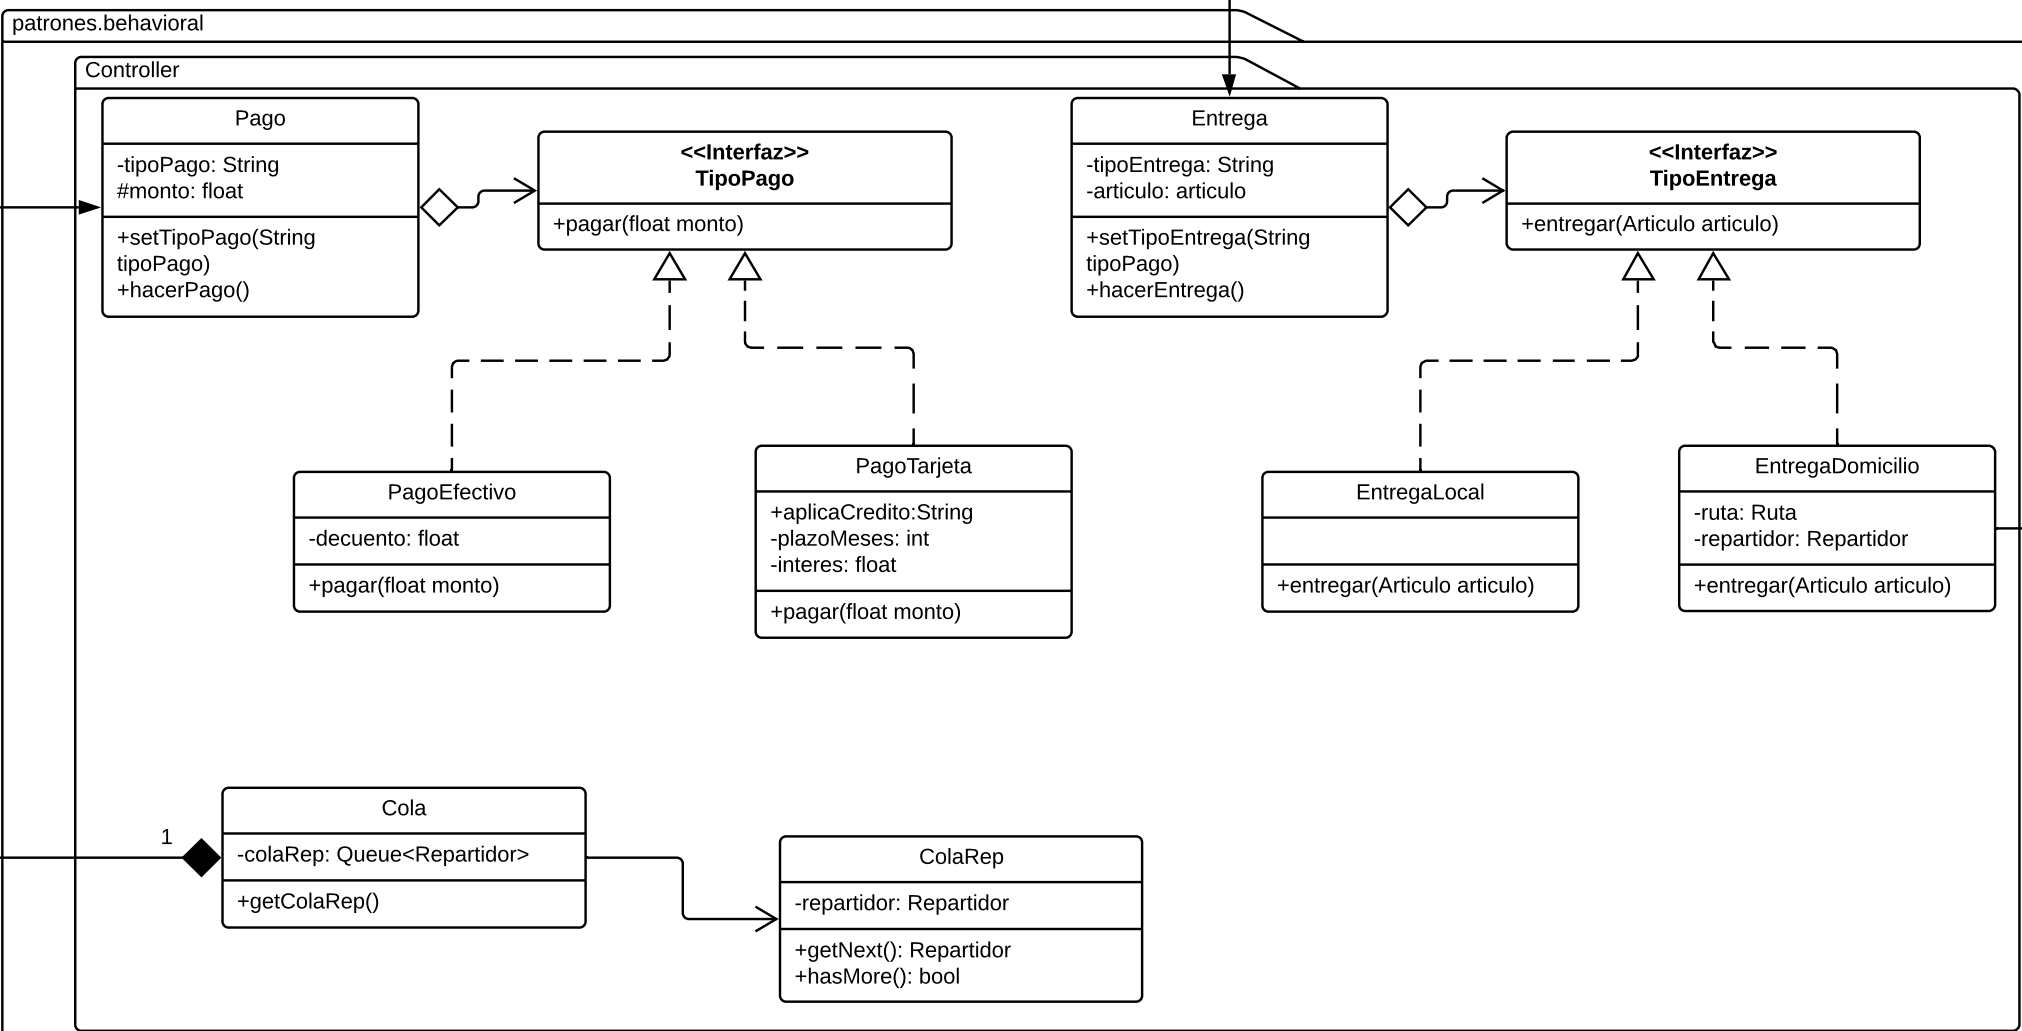 patrones.behavioral
Controller
Pago
-tipoPago: String
#monto: float
+setTipoPago(String
tipoPago)
+hacerPago()
<<Interfaz>>
TipoPago
+pagar(float monto)
Entrega
-tipoEntrega: String
-articulo: articulo
+setTipoEntrega(String
tipoPago)
+hacerEntrega()
<<Interfaz>>
TipoEntrega
+entregar(Articulo articulo)
PagoEfectivo
-decuento: float
+pagar(float monto)
PagoTarjeta
+aplicaCredito:String
-plazoMeses: int
-interes: float
+pagar(float monto)
EntregaLocal
+entregar(Articulo articulo)
EntregaDomicilio
-ruta: Ruta
-repartidor: Repartidor
+entregar(Articulo articulo)
1
Cola
-colaRep: Queue<Repartidor>
+getColaRep()
ColaRep
-repartidor: Repartidor
+getNext(): Repartidor
+hasMore(): bool